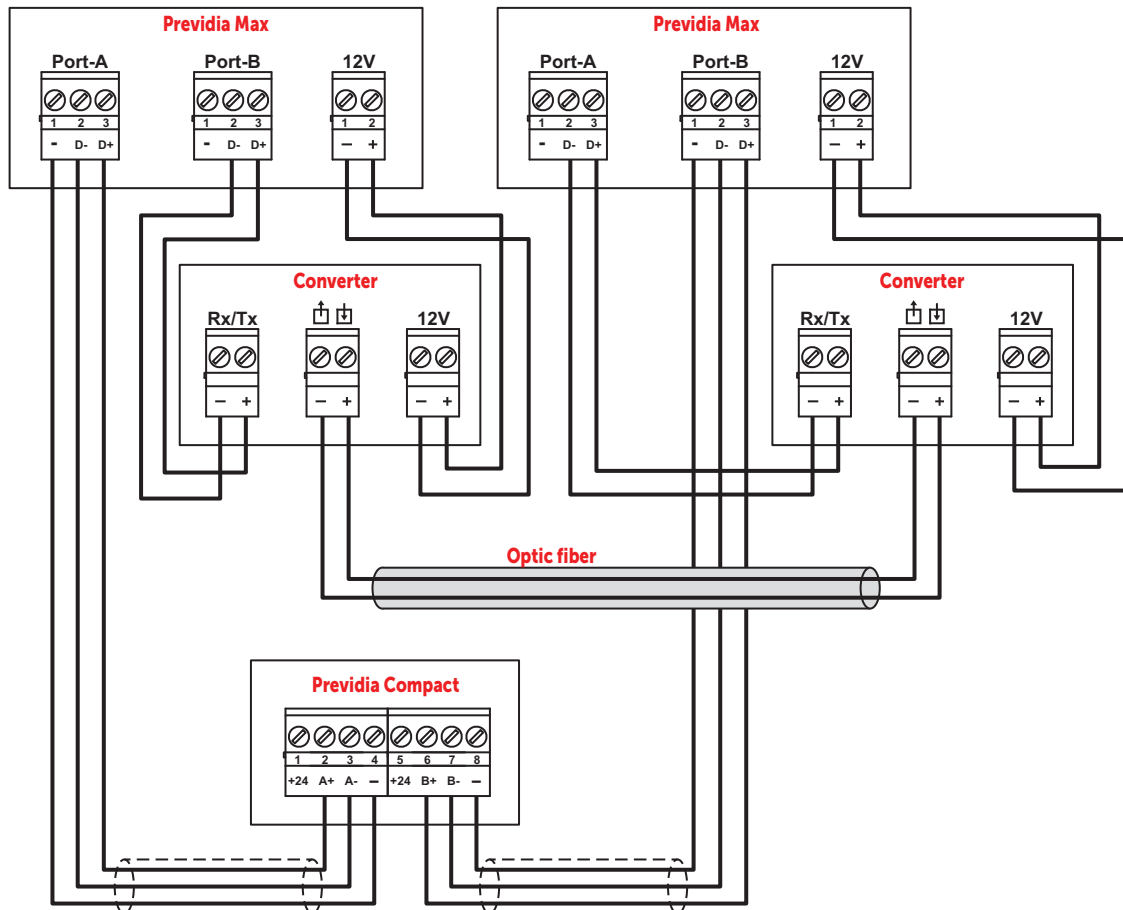 Previdia Max
Port-A Port-B 12V
1 2 3 1 2 3 1 2
- D- D+ - D- D+ – +
Previdia Max
Port-A Port-B 12V
1 2 3 1 2 3 1 2
- D- D+ - D- D+ – +
Converter
Rx/Tx 12V
– + – + – +
Converter
Rx/Tx 12V
– + – + – +
Optic fiber
Previdia Compact
1 2 3 4 5 6 7 8
+24 A+ A- – +24 B+ B- –